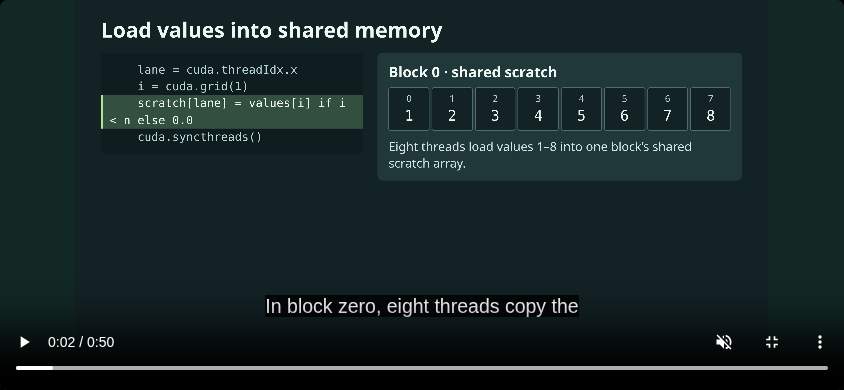 Load values into shared memory
lane = cuda.threadIdx.x
i = cuda.grid(1)
scratch[lane] = values[i] if i
< n else 0.0
cuda.syncthreads()
Block 0 · shared scratch
0 1 2 3 4 5 6 7
1 2 3 4 5 6 7 8
Eight threads load values 1–8 into one block's shared
scratch array.
In block zero, eight threads copy the
0:02 / 0:50